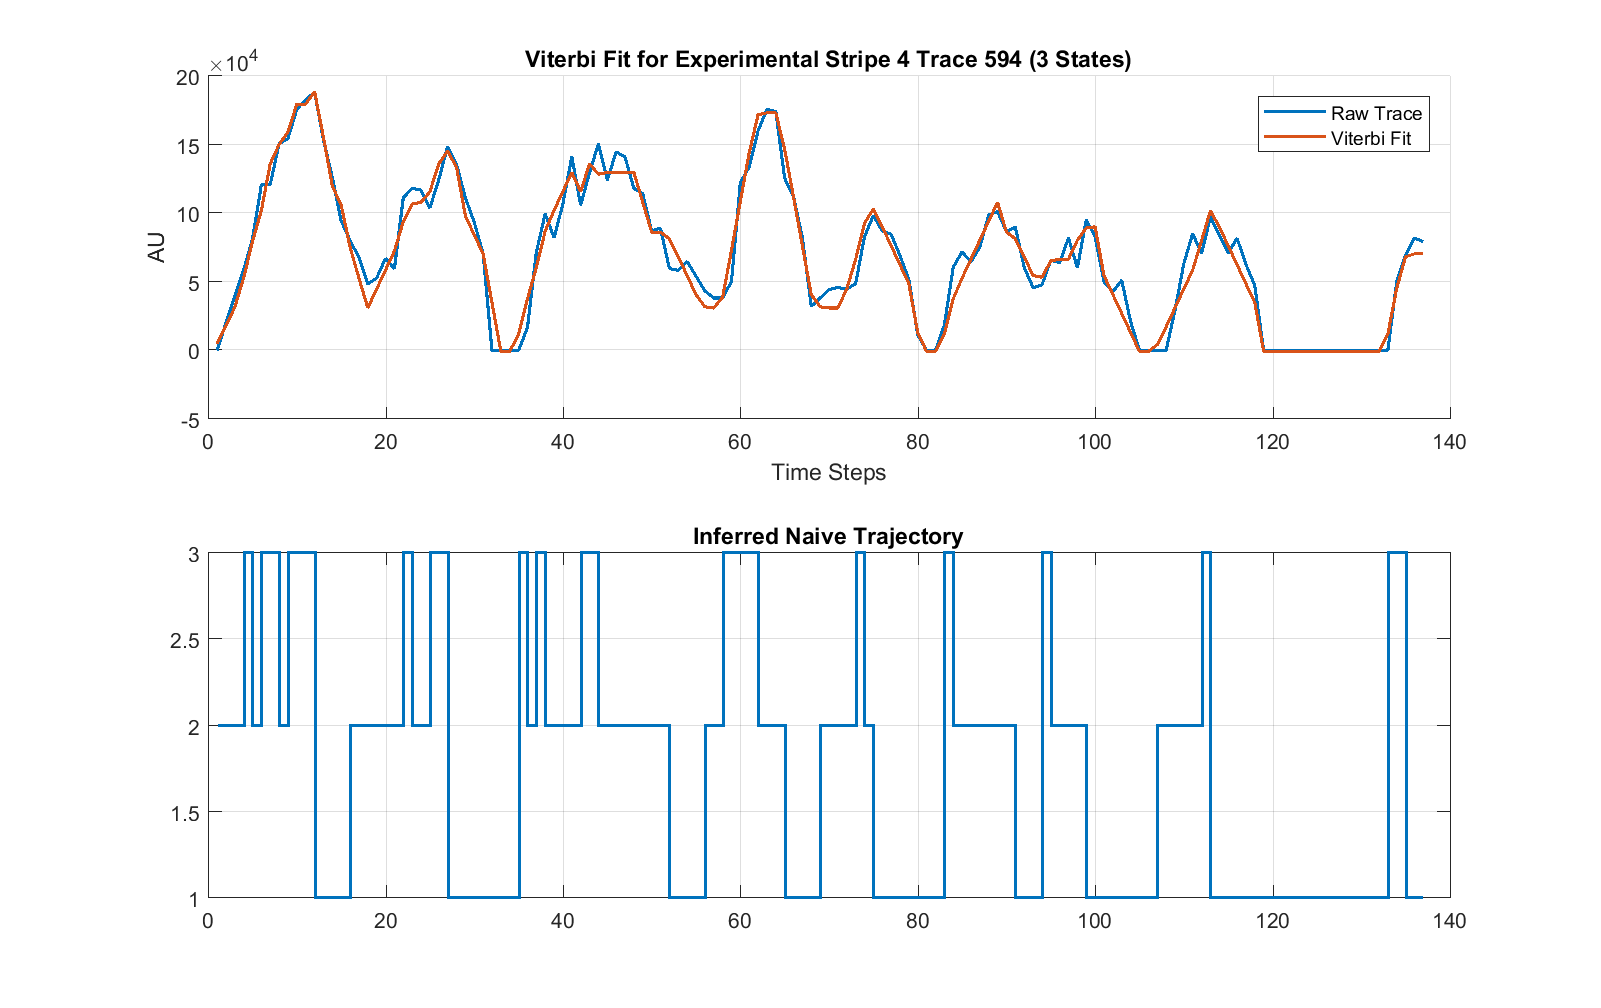 Viterbi Fit for Experimental Stripe 4 Trace 594 (3 States)
×10^4
20
15
10
5
0
-5
AU
Raw Trace
Viterbi Fit
0 20 40 60 80 100 120 140
Time Steps
Inferred Naive Trajectory
3
2.5
2
1.5
1
0 20 40 60 80 100 120 140